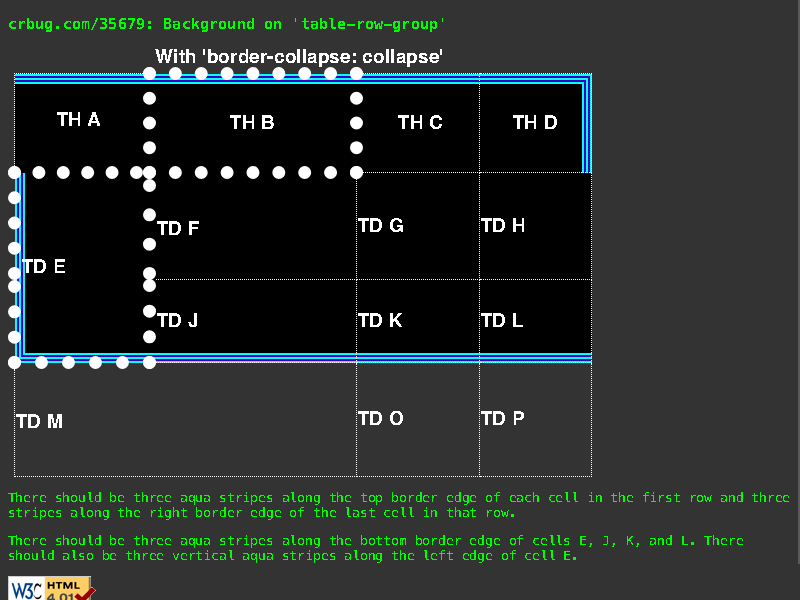 crbug.com/35679: Background on 'table-row-group'
With 'border-collapse: collapse'
TH A TH B TH C TH D
TD F TD G TD H
TD E
TD J TD K TD L
TD M TD O TD P
There should be three aqua stripes along the top border edge of each cell in the first row and three
stripes along the right border edge of the last cell in that row.
There should be three aqua stripes along the bottom border edge of cells E, J, K, and L. There
should also be three vertical aqua stripes along the left edge of cell E.
W3C HTML
4.01